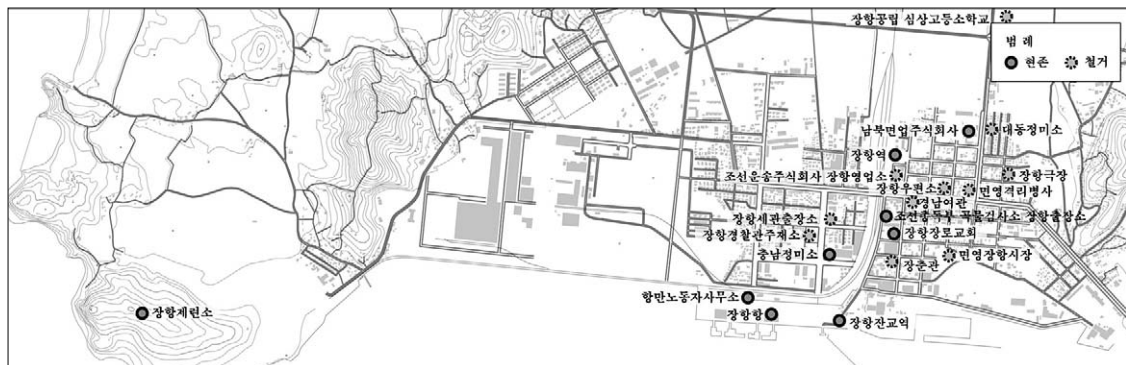 장항공립 심상고등소학교
범 례
현존
철거
남북면업주식회사
대동정미소
장항역
조선운송주식회사 장항영업소
장항극장
장항우편소
면영격리병사
경남여관
장항세관출장소
조선총독부 곡물검사소 장항출장소
장항경찰관주재소
장항장로교회
충남정미소
장춘관
면영장항시장
항만노동자사무소
장항제련소
장항항
장항잔교역